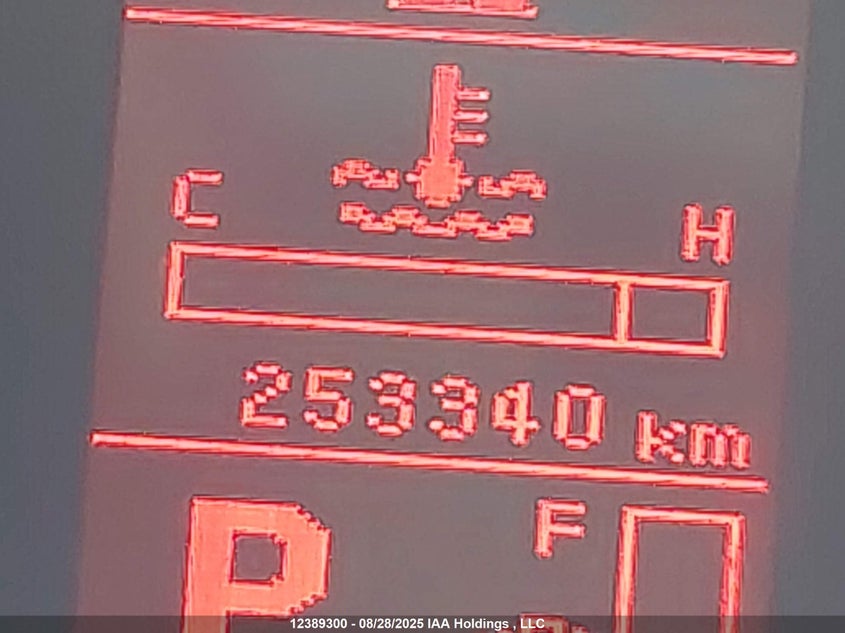 C H
253340 km
P F
12389300 - 08/28/2025 IAA Holdings , LLC